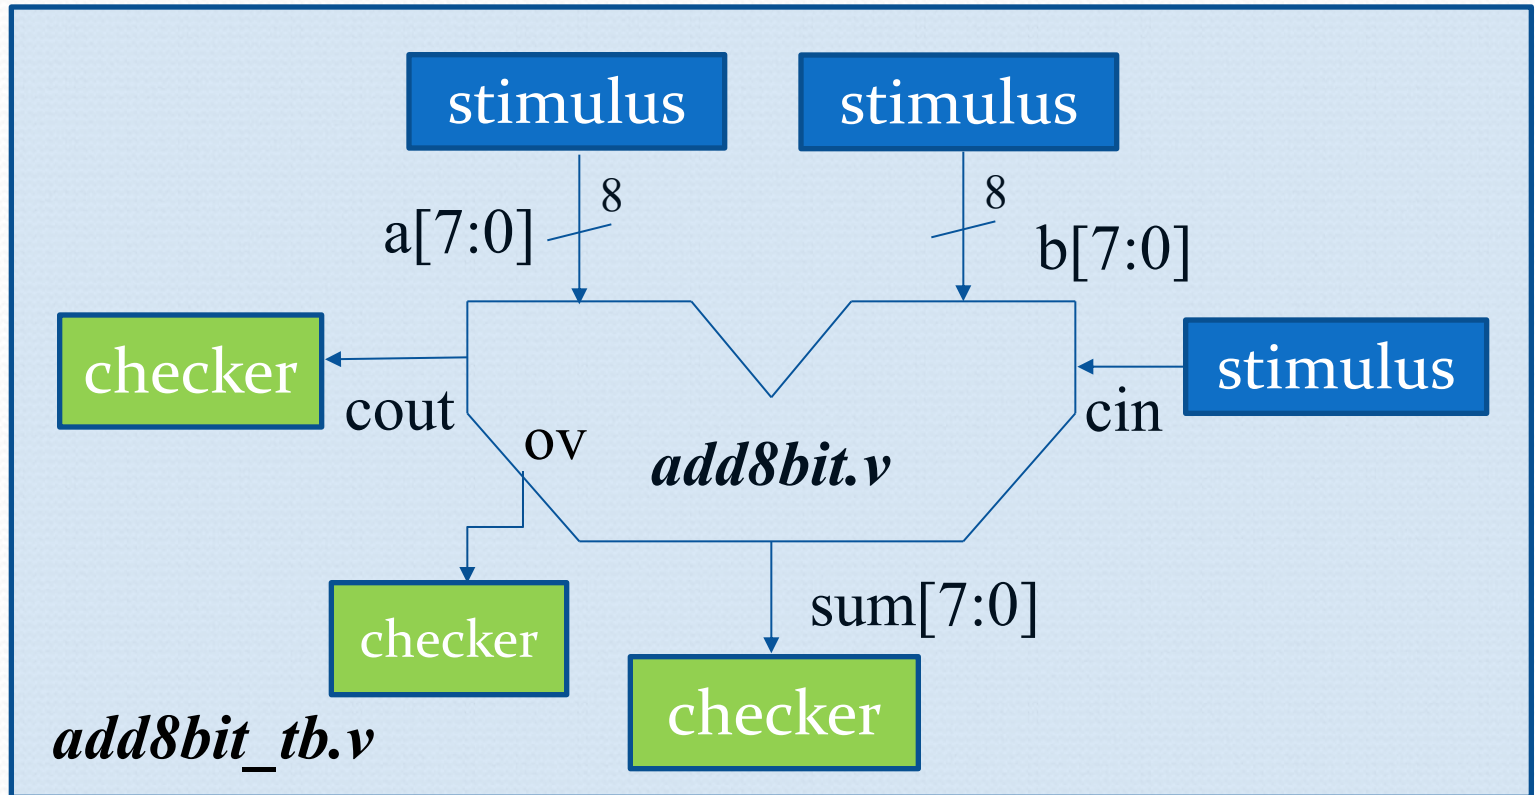 stimulus
stimulus
8
8
a[7:0]
b[7:0]
checker
stimulus
cout
cin
ov
add8bit.v
sum[7:0]
checker
checker
add8bit_tb.v